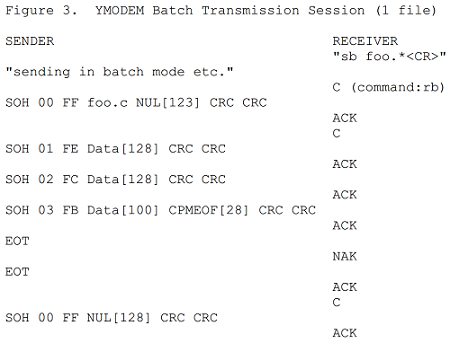 Figure 3.  YMODEM Batch Transmission Session (1 file)
SENDER RECEIVER
"sb foo.*<CR>"
"sending in batch mode etc."
C (command:rb)
SOH 00 FF foo.c NUL[123] CRC CRC
ACK
C
SOH 01 FE Data[128] CRC CRC
ACK
SOH 02 FC Data[128] CRC CRC
ACK
SOH 03 FB Data[100] CPMEOF[28] CRC CRC
ACK
EOT
NAK
EOT
ACK
C
SOH 00 FF NUL[128] CRC CRC
ACK